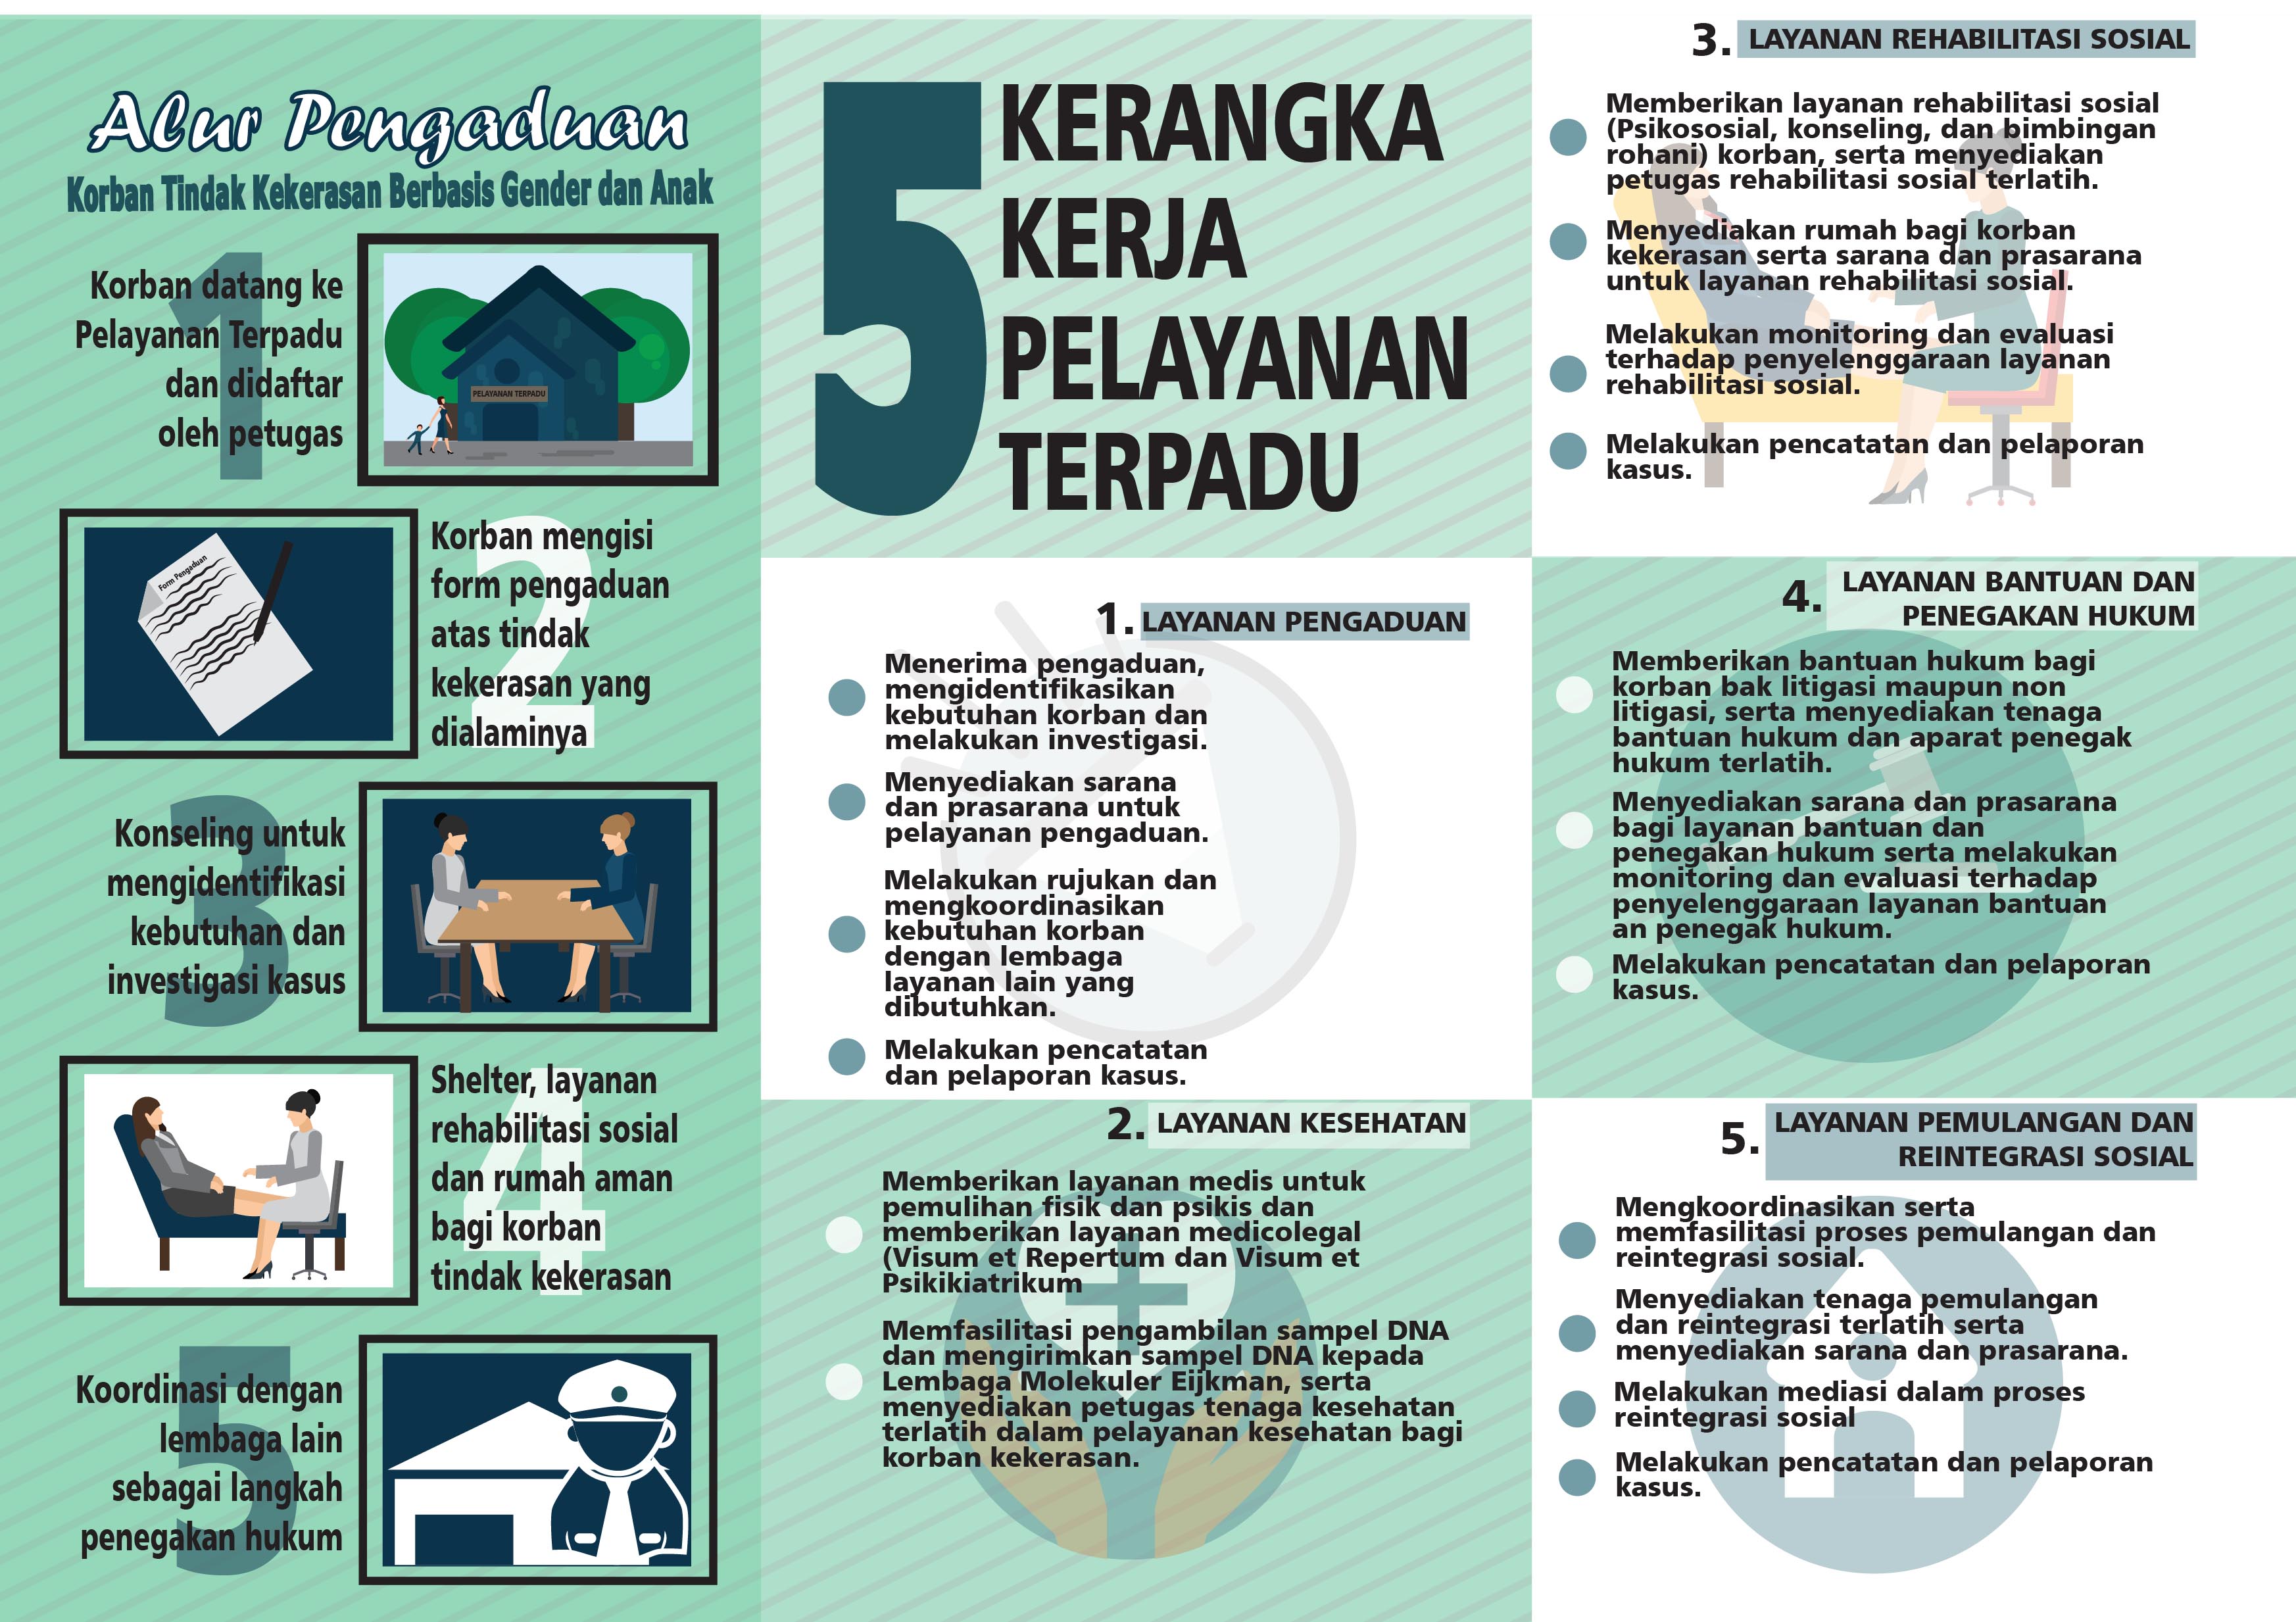 Alur Pengaduan
Korban Tindak Kekerasan Berbasis Gender dan Anak
1
Korban datang ke
Pelayanan Terpadu
dan didaftar
oleh petugas
PELAYANAN TERPADU
Form Pengaduan
2
Korban mengisi
form pengaduan
atas tindak
kekerasan yang
dialaminya
3
Konseling untuk
mengidentifikasi
kebutuhan dan
investigasi kasus
4
Shelter, layanan
rehabilitasi sosial
dan rumah aman
bagi korban
tindak kekerasan
5
Koordinasi dengan
lembaga lain
sebagai langkah
penegakan hukum
5
KERANGKA
KERJA
PELAYANAN
TERPADU
1. LAYANAN PENGADUAN
Menerima pengaduan,
mengidentifikasikan
kebutuhan korban dan
melakukan investigasi.
Menyediakan sarana
dan prasarana untuk
pelayanan pengaduan.
Melakukan rujukan dan
mengkoordinasikan
kebutuhan korban
dengan lembaga
layanan lain yang
dibutuhkan.
Melakukan pencatatan
dan pelaporan kasus.
2. LAYANAN KESEHATAN
Memberikan layanan medis untuk
pemulihan fisik dan psikis dan
memberikan layanan medicolegal
(Visum et Repertum dan Visum et
Psikikiatrikum
Memfasilitasi pengambilan sampel DNA
dan mengirimkan sampel DNA kepada
Lembaga Molekuler Eijkman, serta
menyediakan petugas tenaga kesehatan
terlatih dalam pelayanan kesehatan bagi
korban kekerasan.
3. LAYANAN REHABILITASI SOSIAL
Memberikan layanan rehabilitasi sosial
(Psikososial, konseling, dan bimbingan
rohani) korban, serta menyediakan
petugas rehabilitasi sosial terlatih.
Menyediakan rumah bagi korban
kekerasan serta sarana dan prasarana
untuk layanan rehabilitasi sosial.
Melakukan monitoring dan evaluasi
terhadap penyelenggaraan layanan
rehabilitasi sosial.
Melakukan pencatatan dan pelaporan
kasus.
4. LAYANAN BANTUAN DAN
PENEGAKAN HUKUM
Memberikan bantuan hukum bagi
korban bak litigasi maupun non
litigasi, serta menyediakan tenaga
bantuan hukum dan aparat penegak
hukum terlatih.
Menyediakan sarana dan prasarana
bagi layanan bantuan dan
penegakan hukum serta melakukan
monitoring dan evaluasi terhadap
penyelenggaraan layanan bantuan
an penegak hukum.
Melakukan pencatatan dan pelaporan
kasus.
5. LAYANAN PEMULANGAN DAN
REINTEGRASI SOSIAL
Mengkoordinasikan serta
memfasilitasi proses pemulangan dan
reintegrasi sosial.
Menyediakan tenaga pemulangan
dan reintegrasi terlatih serta
menyediakan sarana dan prasarana.
Melakukan mediasi dalam proses
reintegrasi sosial
Melakukan pencatatan dan pelaporan
kasus.